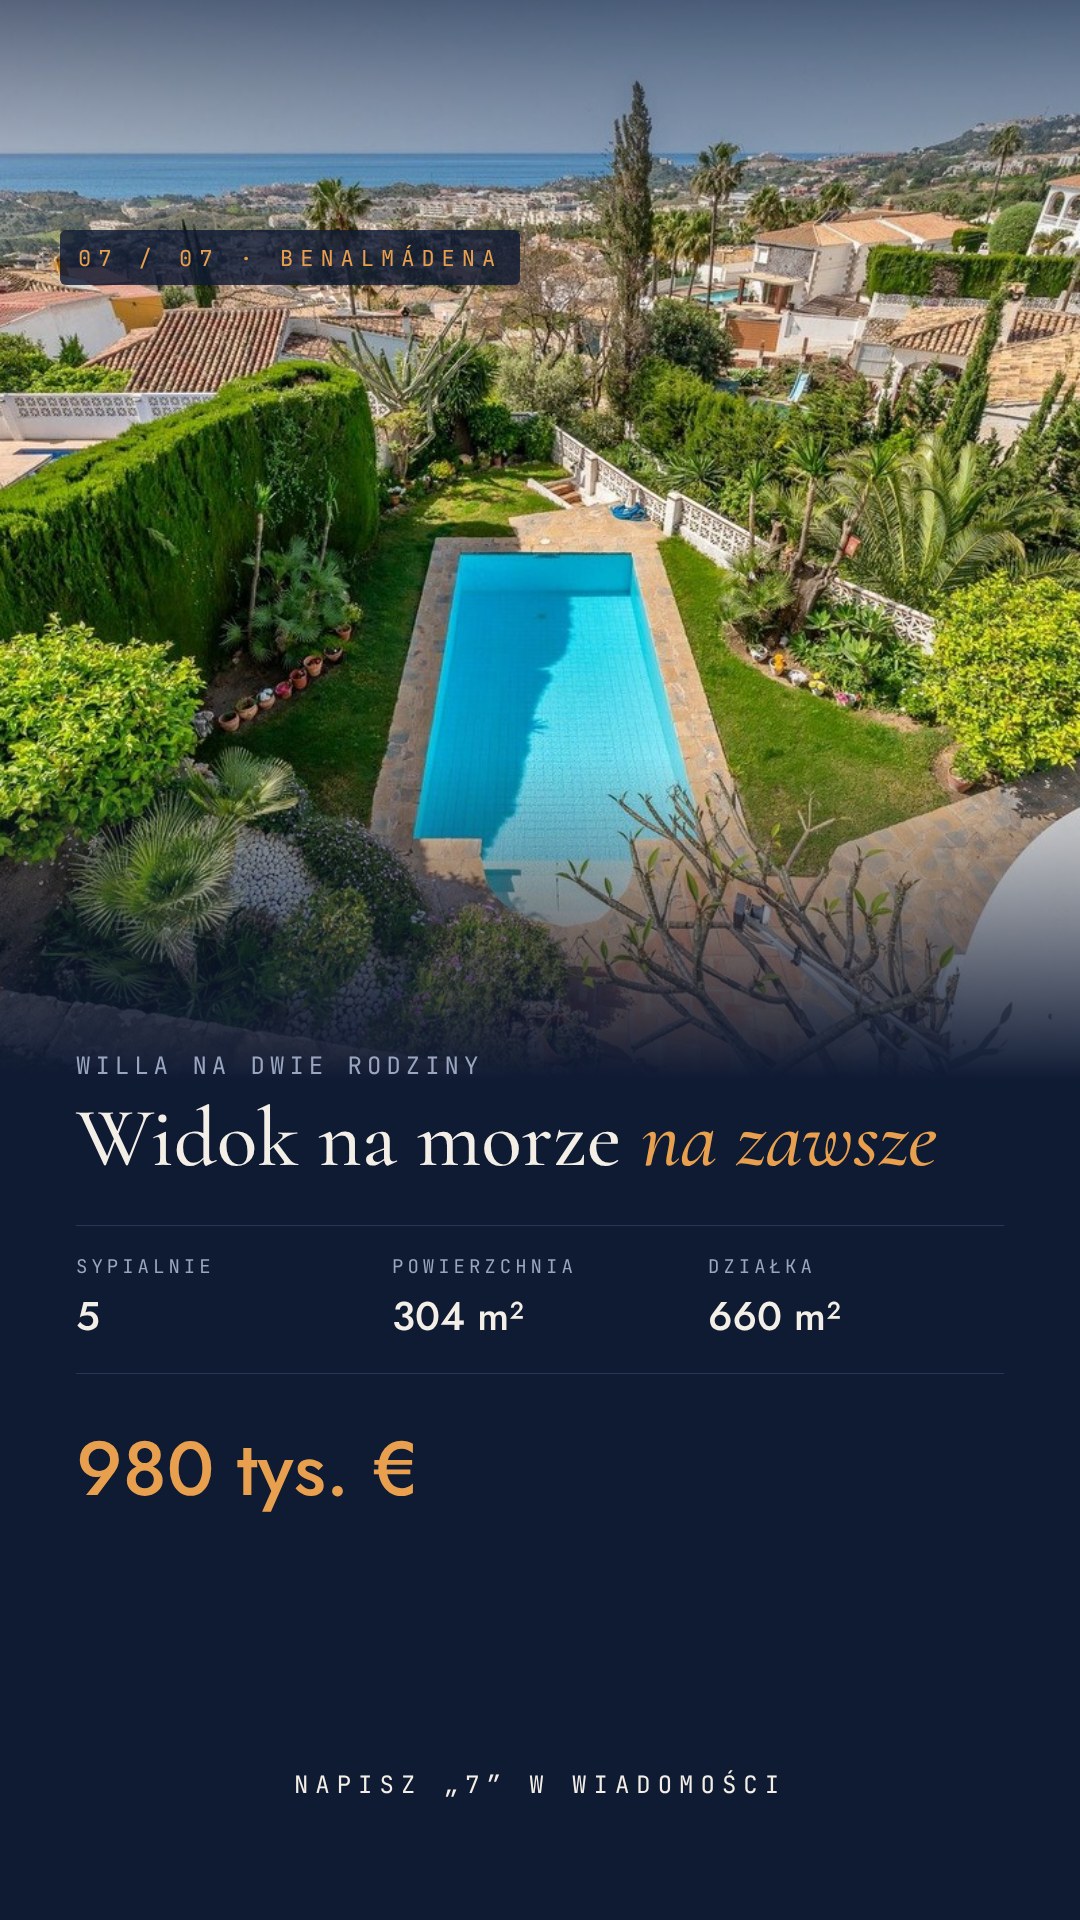 07 / 07 · BENALMÁDENA
WILLA NA DWIE RODZINY
Widok na morze na zawsze
SYPIALNIE POWIERZCHNIA DZIAŁKA
5 304 m² 660 m²
980 tys. €
NAPISZ „7” W WIADOMOŚCI